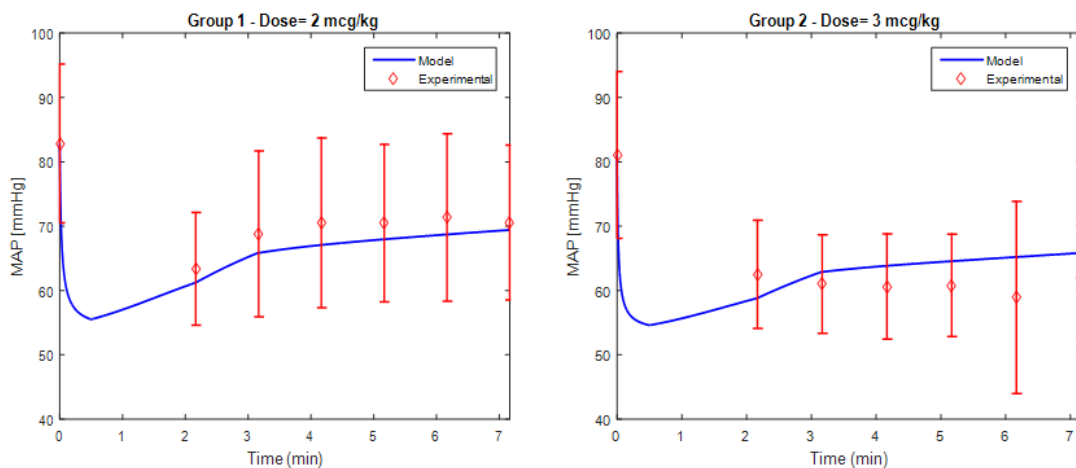 Group 1 - Dose= 2 mcg/kg
100
90
80
70
60
50
40
MAP [mmHg]
Model
Experimental
0 1 2 3 4 5 6 7
Time (min)
Group 2 - Dose= 3 mcg/kg
100
90
80
70
60
50
40
MAP [mmHg]
Model
Experimental
0 1 2 3 4 5 6 7
Time (min)